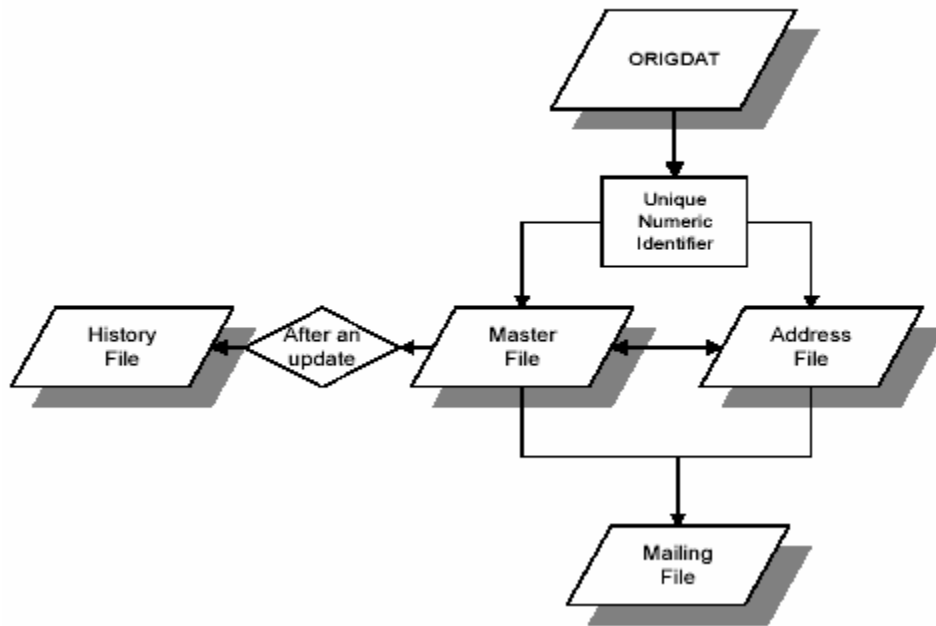 ORIGDAT
Unique
Numeric
Identifier
History
File
After an
update
Master
File
Address
File
Mailing
File